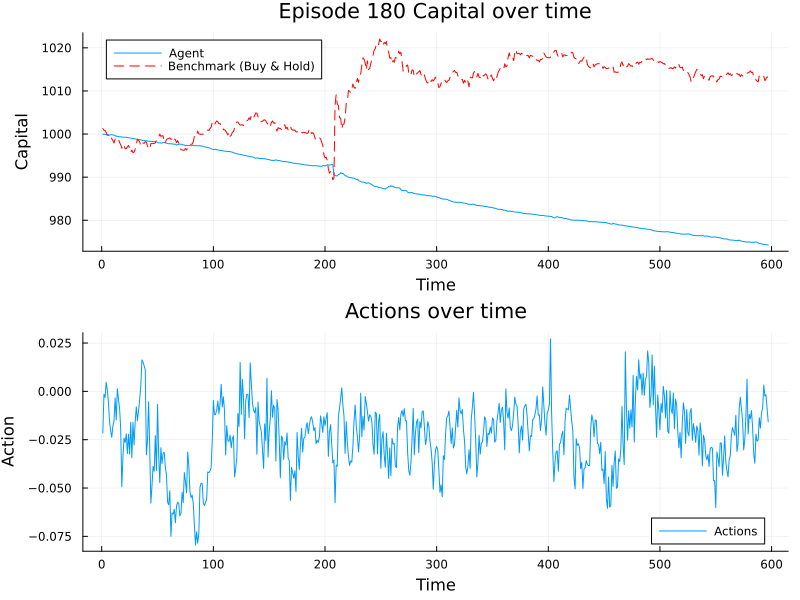 Episode 180 Capital over time
Capital
1020
1010
1000
990
980
Agent
Benchmark (Buy & Hold)
0 100 200 300 400 500 600
Time
Actions over time
Action
0.025
0.000
−0.025
−0.050
−0.075
Actions
0 100 200 300 400 500 600
Time